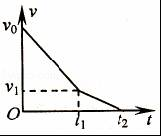 v
v₀
v₁
O t₁ t₂ t